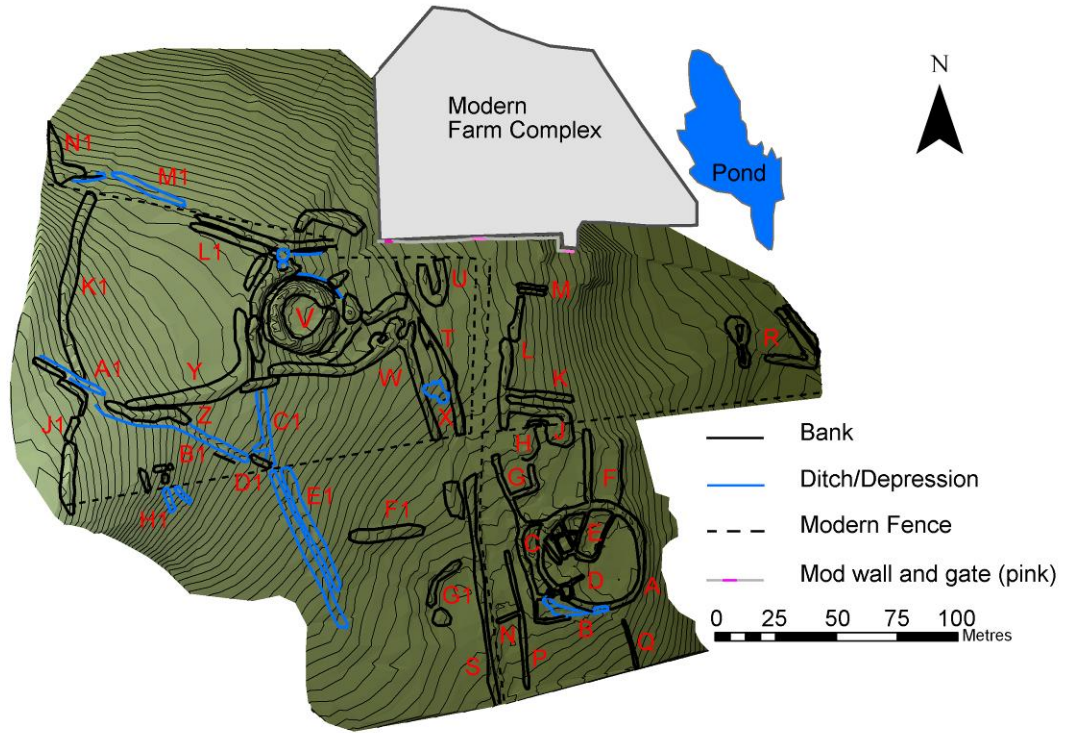 N
Modern
Farm Complex
Pond
N1
M1
L1
K1
U
M
V
T
L
R
A1
Y
W
K
X
Z
C1
J1
J
B1
H
D1
G
F
H1
E1
F1
C
E
D
A
G1
N
B
Q
P
S
Bank
Ditch/Depression
Modern Fence
Mod wall and gate (pink)
0 25 50 100
Metres